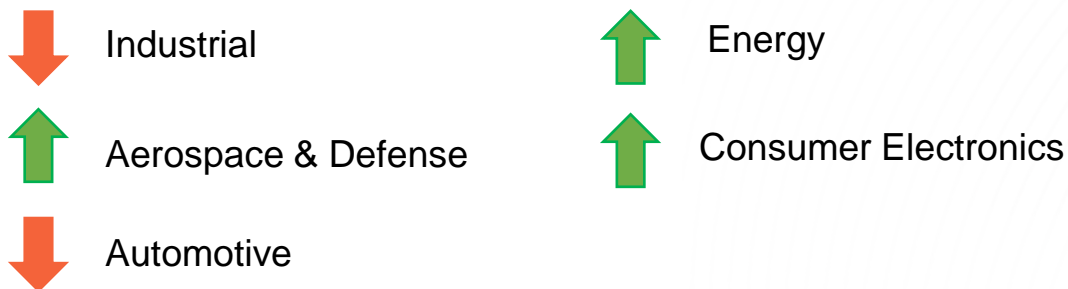 Industrial
Aerospace & Defense
Automotive
Energy
Consumer Electronics